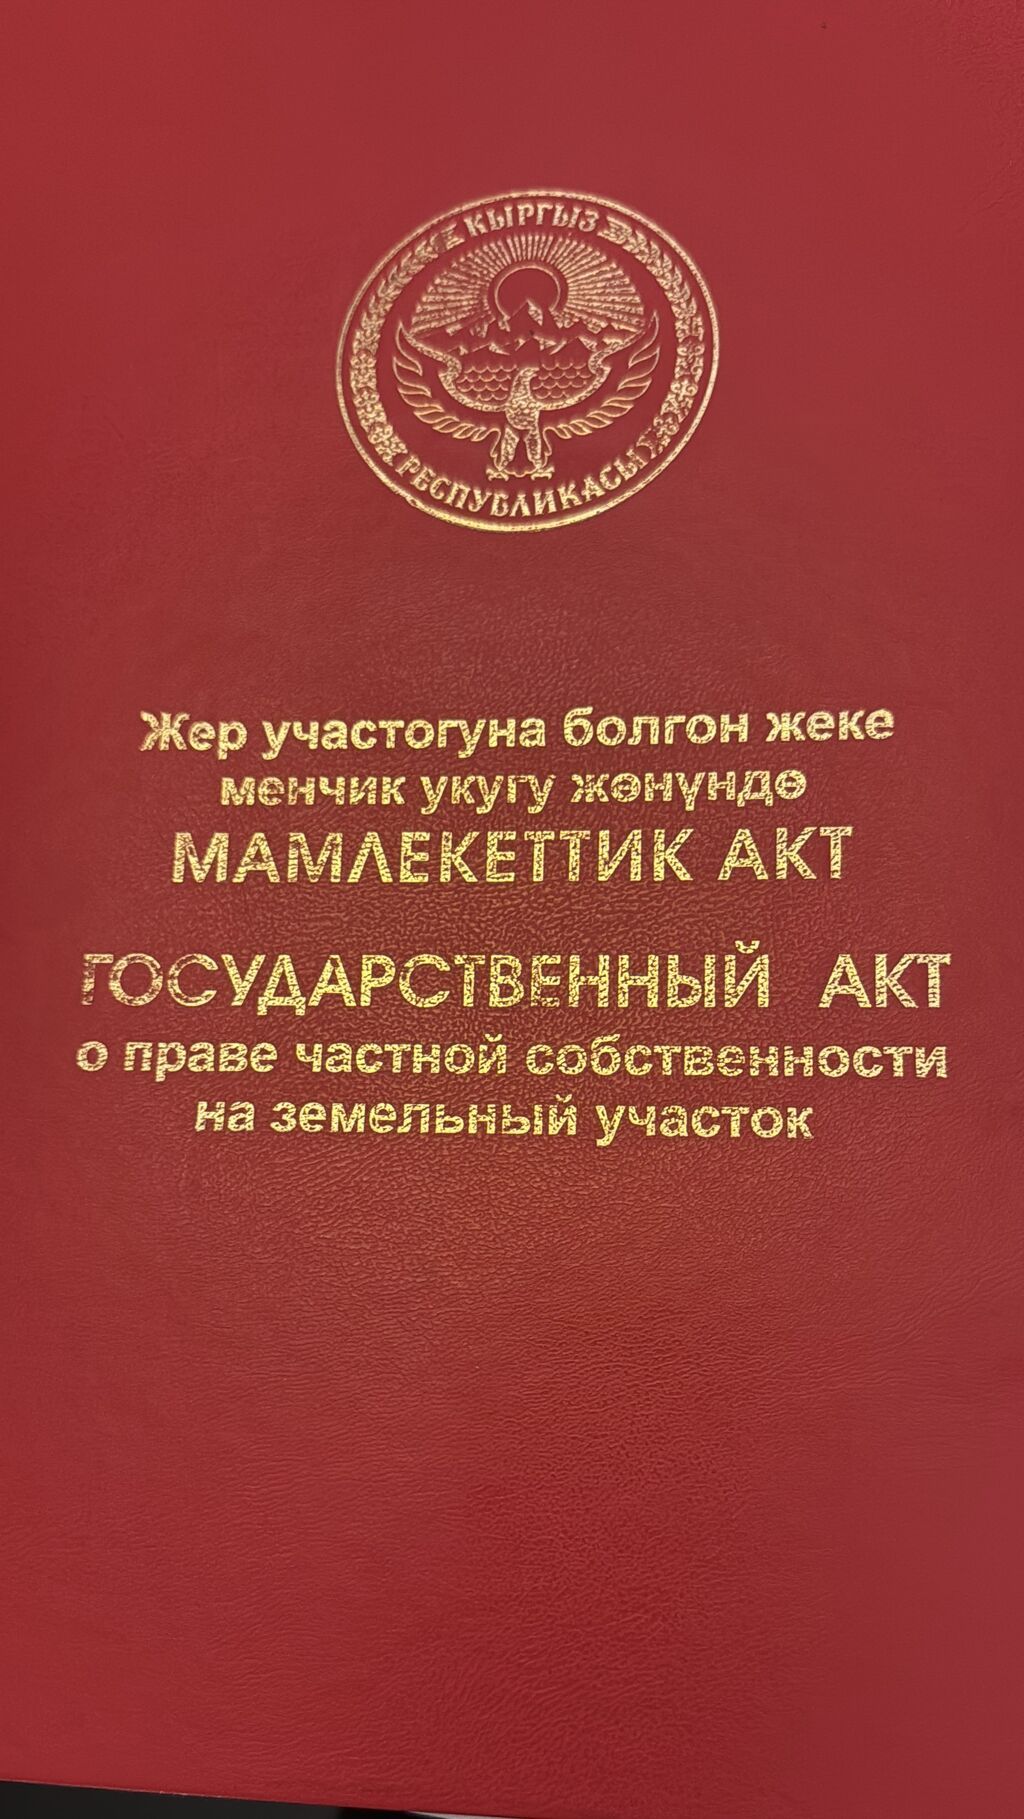 КЫРГЫЗ
РЕСПУБЛИКАСЫ
Жер участогуна болгон жеке
менчик укугу жөнүндө
МАМЛЕКЕТТИК АКТ
ГОСУДАРСТВЕННЫЙ АКТ
о праве частной собственности
на земельный участок